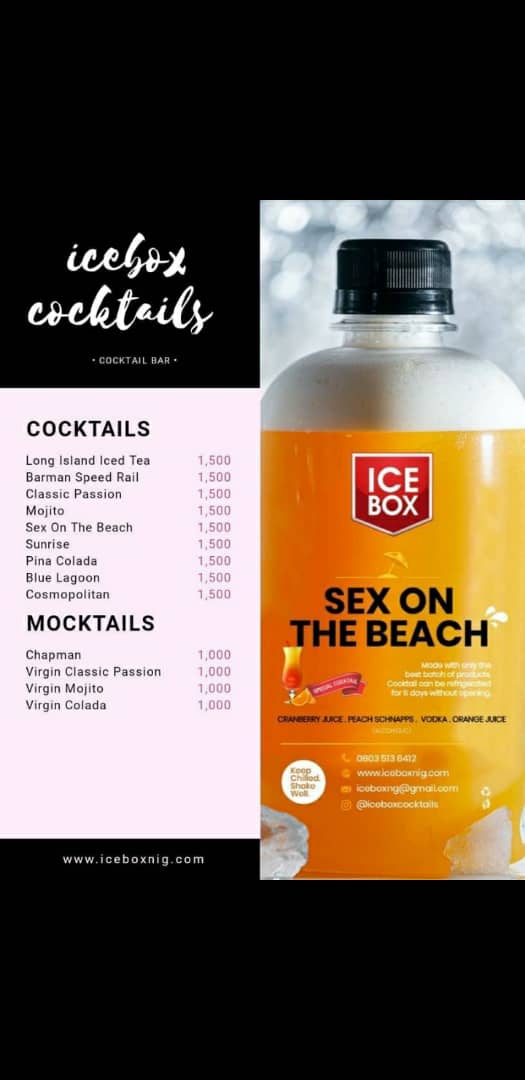 icebox
cocktails
• COCKTAIL BAR •
COCKTAILS
Long Island Iced Tea 1,500
Barman Speed Rail 1,500
Classic Passion 1,500
Mojito 1,500
Sex On The Beach 1,500
Sunrise 1,500
Pina Colada 1,500
Blue Lagoon 1,500
Cosmopolitan 1,500
MOCKTAILS
Chapman 1,000
Virgin Classic Passion 1,000
Virgin Mojito 1,000
Virgin Colada 1,000
www.iceboxnig.com
ICE
BOX
SEX ON
THE BEACH
Made with only the
best batch of products.
Cocktail can be refrigerated
for 6 days without opening.
SPECIAL COCKTAIL
CRANBERRY JUICE . PEACH SCHNAPPS . VODKA . ORANGE JUICE
(ALCOHOLIC)
Keep
Chilled.
Shake
Well.
0803 513 6412
www.iceboxnig.com
iceboxng@gmail.com
@iceboxcocktails